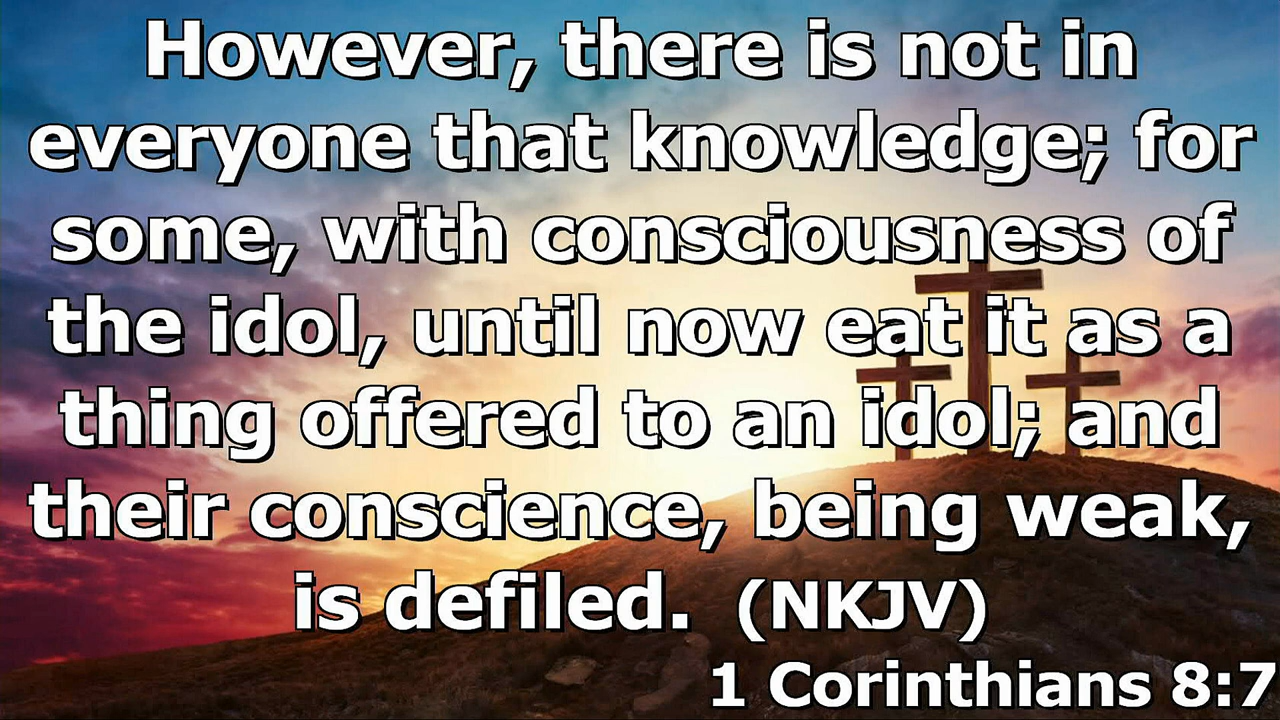 However, there is not in
everyone that knowledge; for
some, with consciousness of
the idol, until now eat it as a
thing offered to an idol; and
their conscience, being weak,
is defiled. (NKJV)
1 Corinthians 8:7